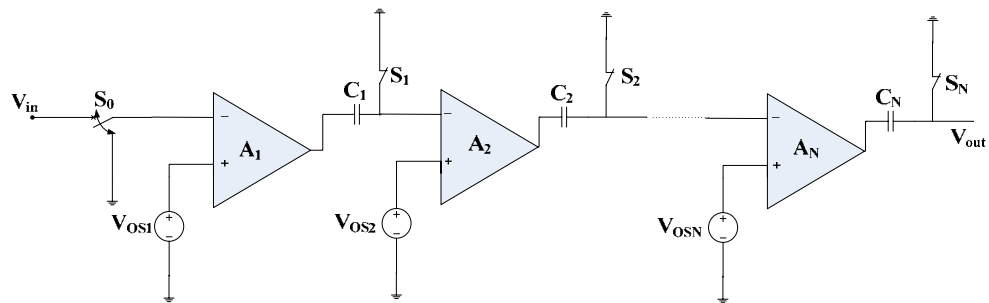 V_in
S_0
−
A_1
+
V_OS1
+
−
C_1
S_1
−
A_2
+
V_OS2
+
−
C_2
S_2
−
A_N
+
V_OSN
+
−
C_N
S_N
V_out